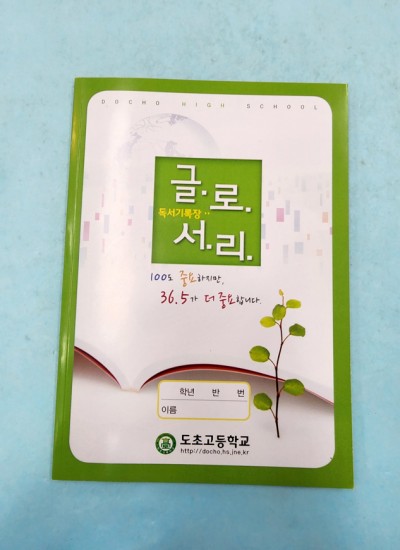 DOCHO HIGH SCHOOL
글.로.
독서기록장
서.리.
100도 중요하지만,
36.5가 더 중요합니다.
학년 반 번
이름
도초고등학교
http://docho.hs.jne.kr